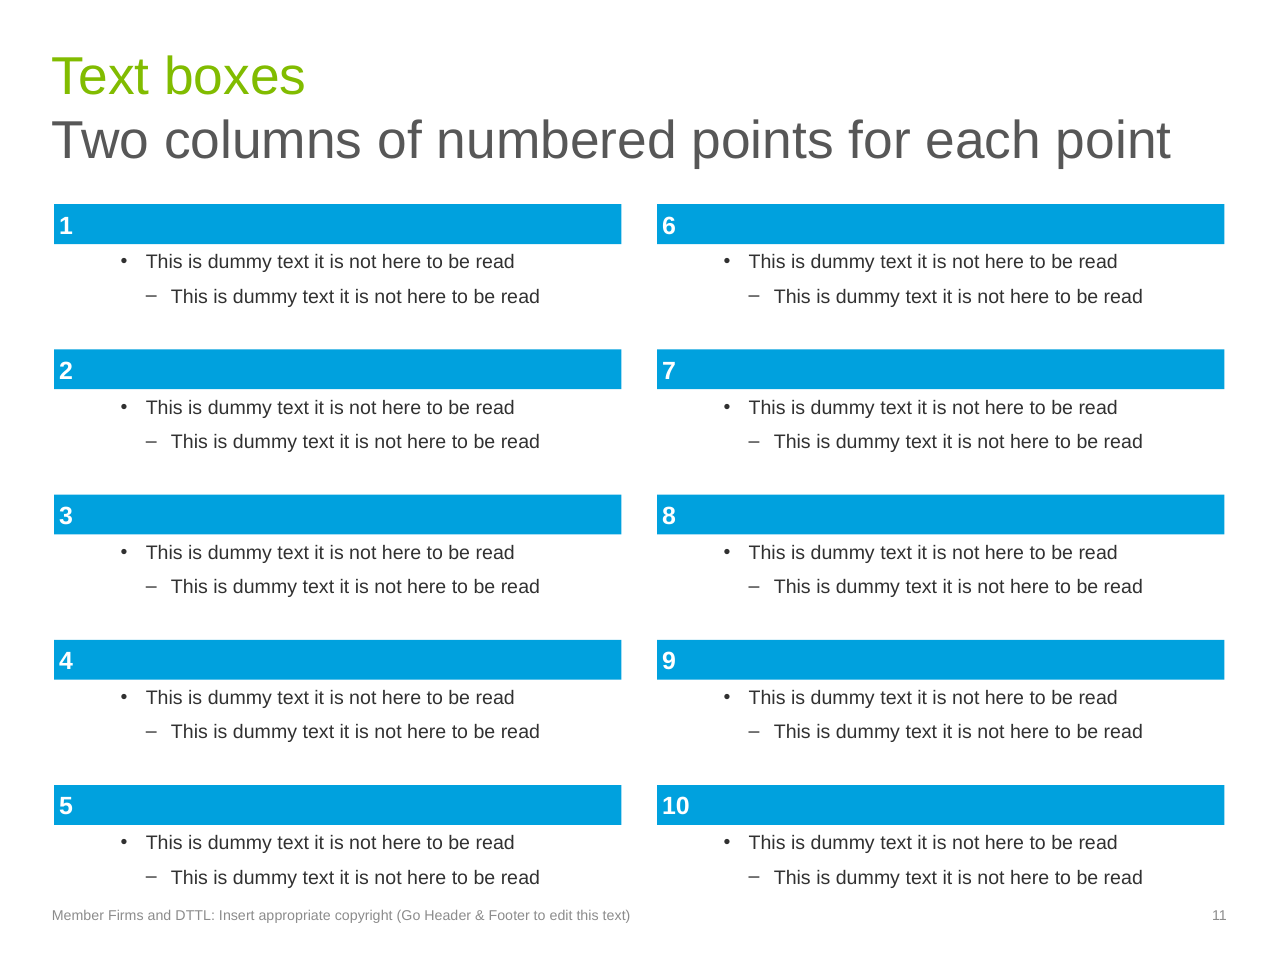 Text boxes
Two columns of numbered points for each point
1
• This is dummy text it is not here to be read
– This is dummy text it is not here to be read
2
• This is dummy text it is not here to be read
– This is dummy text it is not here to be read
3
• This is dummy text it is not here to be read
– This is dummy text it is not here to be read
4
• This is dummy text it is not here to be read
– This is dummy text it is not here to be read
5
• This is dummy text it is not here to be read
– This is dummy text it is not here to be read
6
• This is dummy text it is not here to be read
– This is dummy text it is not here to be read
7
• This is dummy text it is not here to be read
– This is dummy text it is not here to be read
8
• This is dummy text it is not here to be read
– This is dummy text it is not here to be read
9
• This is dummy text it is not here to be read
– This is dummy text it is not here to be read
10
• This is dummy text it is not here to be read
– This is dummy text it is not here to be read
Member Firms and DTTL: Insert appropriate copyright (Go Header & Footer to edit this text)
11